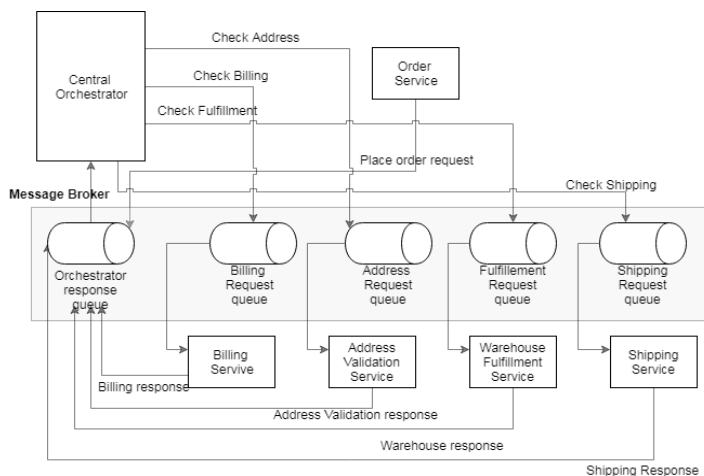 Check Address
Central
Orchestrator
Order
Service
Check Billing
Check Fulfillment
Place order request
Message Broker
Check Shipping
Orchestrator
response
queue
Billing
Request
queue
Address
Request
queue
Fulfillement
Request
queue
Shipping
Request
queue
Billing
Servive
Address
Validation
Service
Warehouse
Fulfillment
Service
Shipping
Service
Billing response
Address Validation response
Warehouse response
Shipping Response